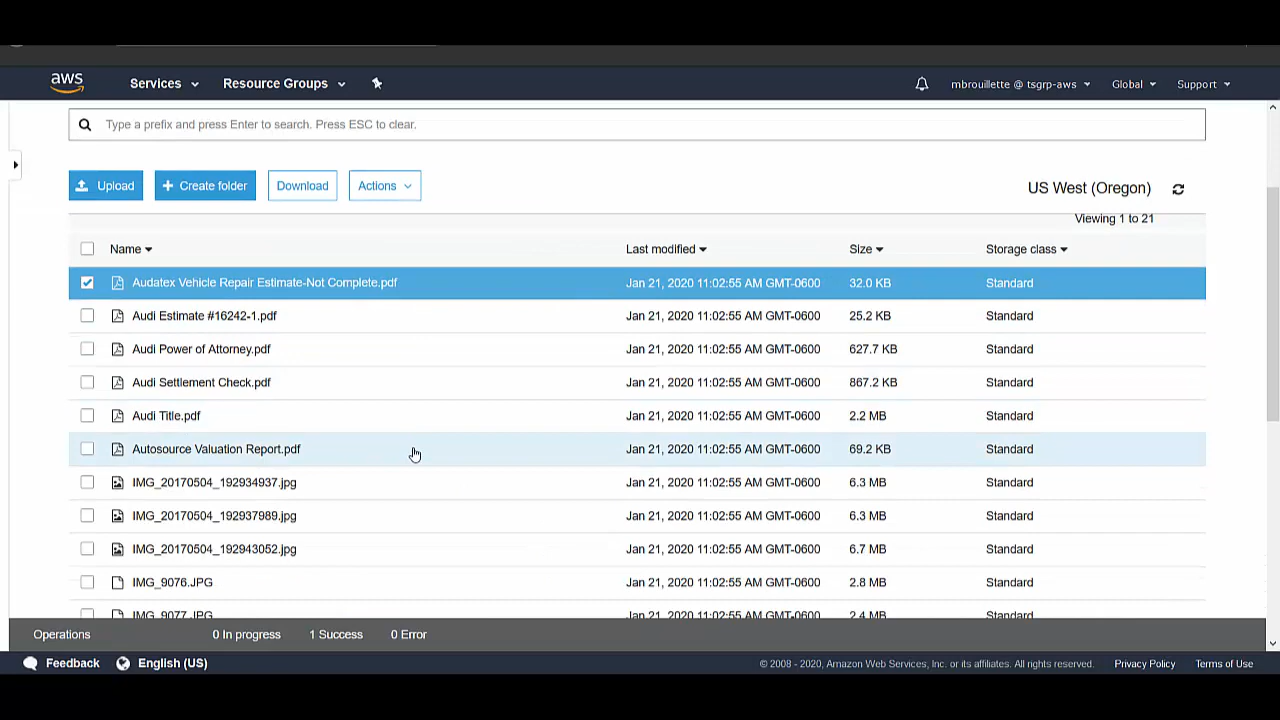 aws Services Resource Groups mbrouillette @ tsgrp-aws Global Support
Type a prefix and press Enter to search. Press ESC to clear.
Upload + Create folder Download Actions US West (Oregon)
Viewing 1 to 21
Name Last modified Size Storage class
Audatex Vehicle Repair Estimate-Not Complete.pdf Jan 21, 2020 11:02:55 AM GMT-0600 32.0 KB Standard
Audi Estimate #16242-1.pdf Jan 21, 2020 11:02:55 AM GMT-0600 25.2 KB Standard
Audi Power of Attorney.pdf Jan 21, 2020 11:02:55 AM GMT-0600 627.7 KB Standard
Audi Settlement Check.pdf Jan 21, 2020 11:02:55 AM GMT-0600 867.2 KB Standard
Audi Title.pdf Jan 21, 2020 11:02:55 AM GMT-0600 2.2 MB Standard
Autosource Valuation Report.pdf Jan 21, 2020 11:02:55 AM GMT-0600 69.2 KB Standard
IMG_20170504_192934937.jpg Jan 21, 2020 11:02:55 AM GMT-0600 6.3 MB Standard
IMG_20170504_192937989.jpg Jan 21, 2020 11:02:55 AM GMT-0600 6.3 MB Standard
IMG_20170504_192943052.jpg Jan 21, 2020 11:02:55 AM GMT-0600 6.7 MB Standard
IMG_9076.JPG Jan 21, 2020 11:02:55 AM GMT-0600 2.8 MB Standard
IMG_9077.JPG Jan 21, 2020 11:02:55 AM GMT-0600 2.4 MB Standard
Operations 0 In progress 1 Success 0 Error
Feedback English (US) © 2008 - 2020, Amazon Web Services, Inc. or its affiliates. All rights reserved. Privacy Policy Terms of Use